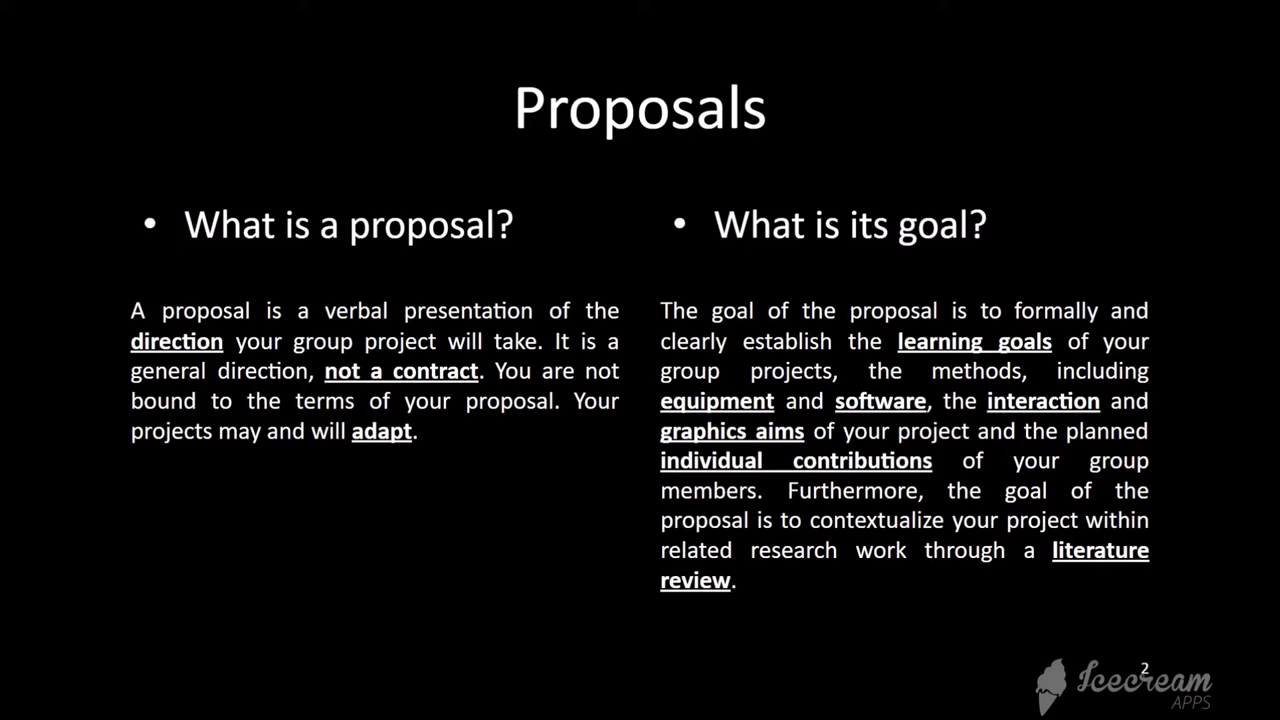 Proposals
• What is a proposal?
A proposal is a verbal presentation of the
direction your group project will take. It is a
general direction, not a contract. You are not
bound to the terms of your proposal. Your
projects may and will adapt.
• What is its goal?
The goal of the proposal is to formally and
clearly establish the learning goals of your
group projects, the methods, including
equipment and software, the interaction and
graphics aims of your project and the planned
individual contributions of your group
members. Furthermore, the goal of the
proposal is to contextualize your project within
related research work through a literature
review.
2
Icecream
APPS